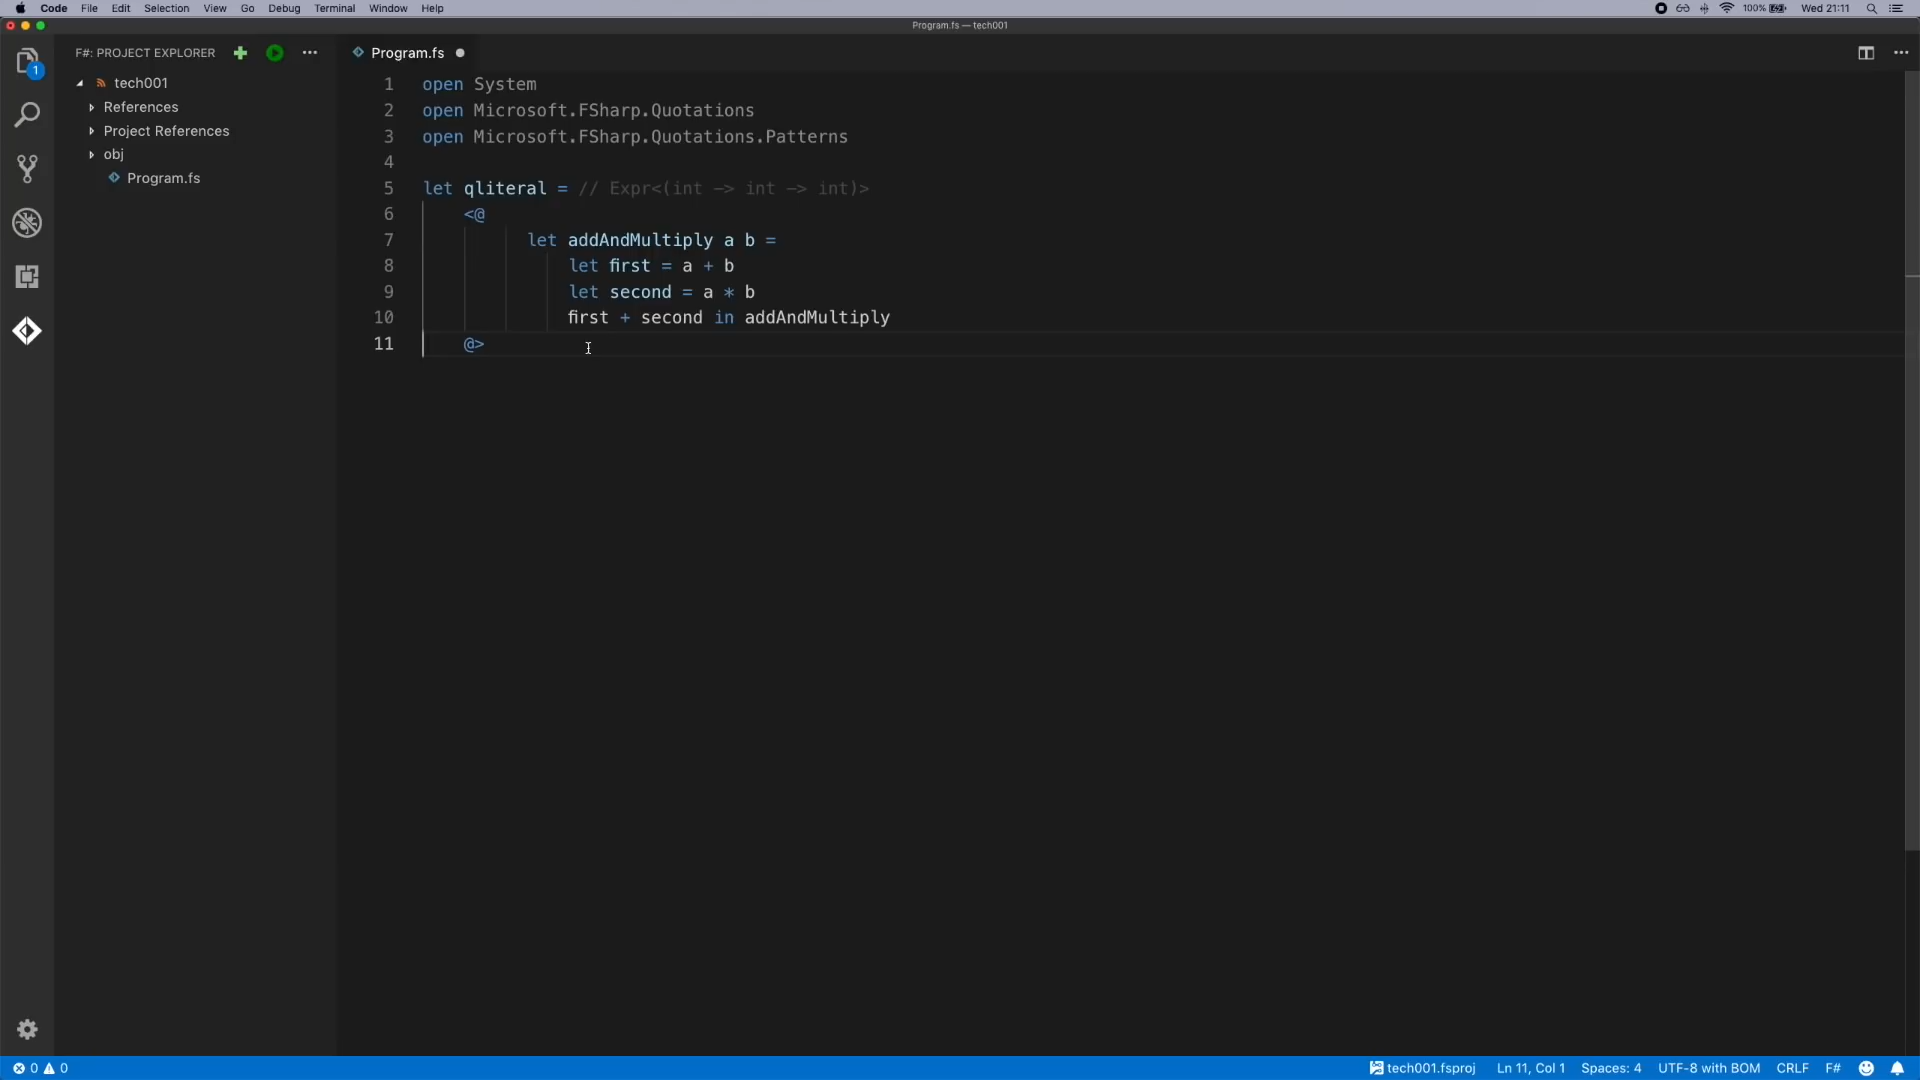 Code File Edit Selection View Go Debug Terminal Window Help 100% Wed 21:11
Program.fs — tech001
F#: PROJECT EXPLORER
Program.fs
1
tech001
References
Project References
obj
Program.fs
1 open System
2 open Microsoft.FSharp.Quotations
3 open Microsoft.FSharp.Quotations.Patterns
4
5 let qliteral = // Expr<(int -> int -> int)>
6 <@
7 let addAndMultiply a b =
8 let first = a + b
9 let second = a * b
10 first + second in addAndMultiply
11 @>
0 0 tech001.fsproj Ln 11, Col 1 Spaces: 4 UTF-8 with BOM CRLF F#